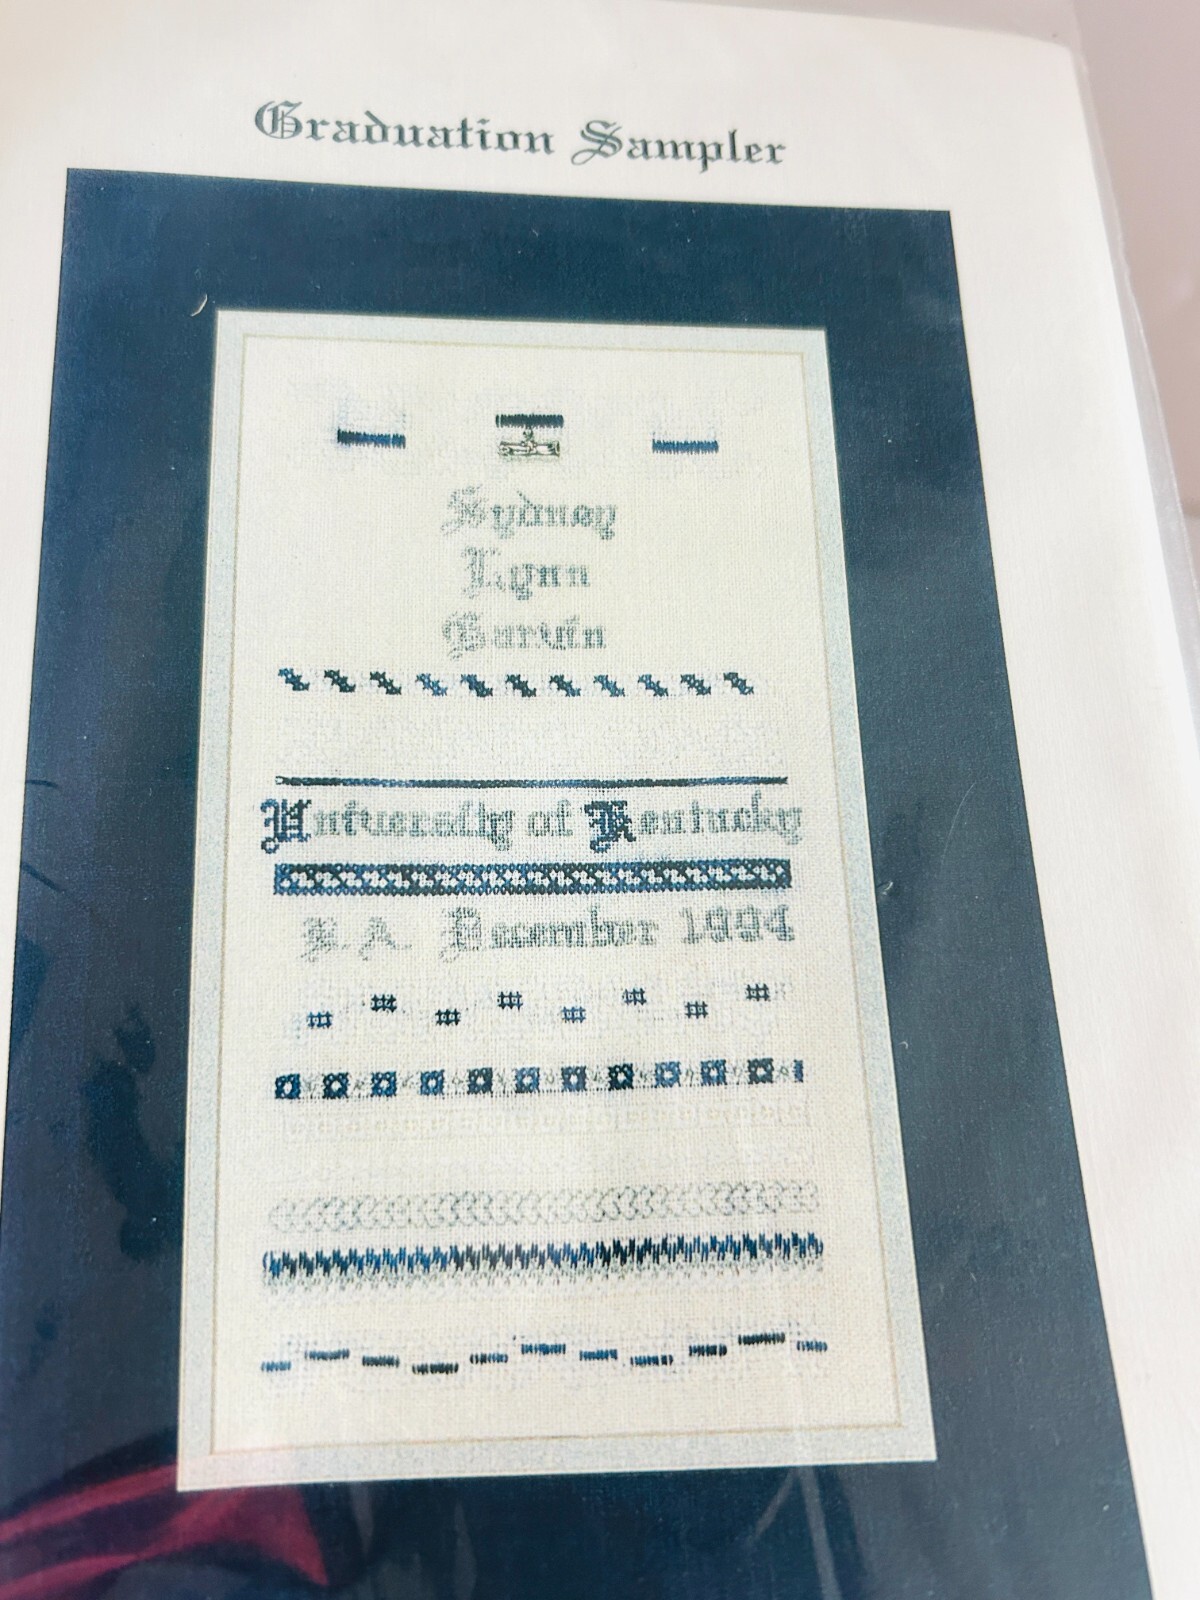 Graduation Sampler
Sydney
Lynn
Garvin
University of Kentucky
B.A. December 1994